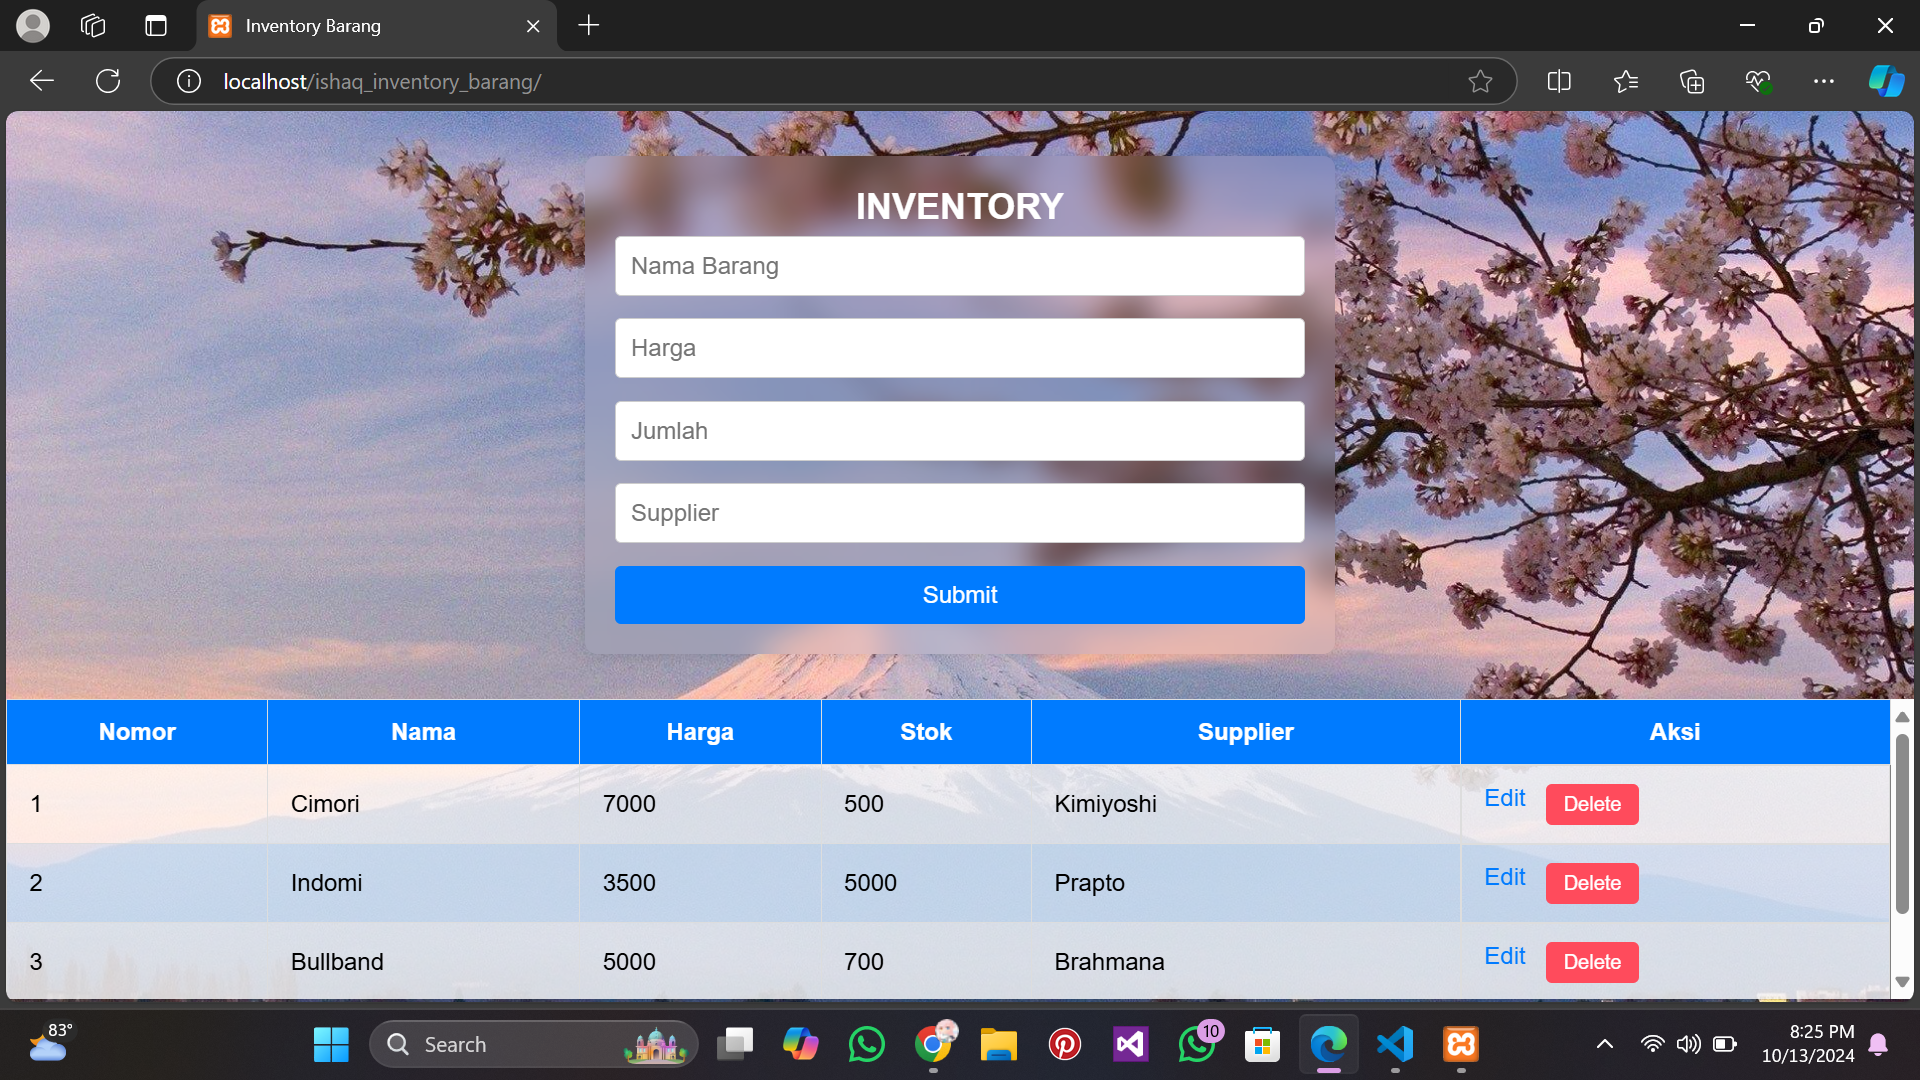 Inventory Barang
localhost/ishaq_inventory_barang/
INVENTORY
Nama Barang
Harga
Jumlah
Supplier
Submit
Nomor Nama Harga Stok Supplier Aksi
1 Cimori 7000 500 Kimiyoshi Edit Delete
2 Indomi 3500 5000 Prapto Edit Delete
3 Bullband 5000 700 Brahmana Edit Delete
83°
Search
10
8:25 PM
10/13/2024